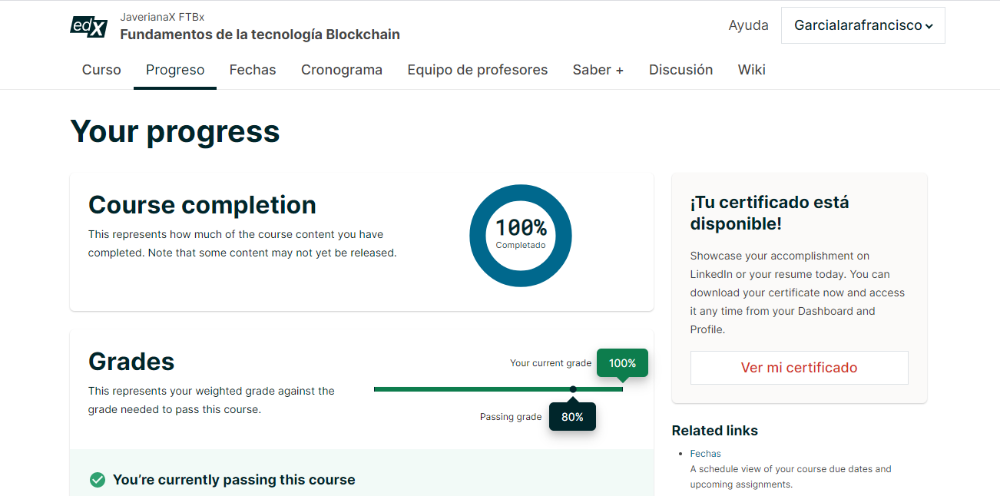 edX
JaverianaX FTBx
Fundamentos de la tecnología Blockchain
Ayuda
Garcialarafrancisco
Curso
Progreso
Fechas
Cronograma
Equipo de profesores
Saber +
Discusión
Wiki
Your progress
Course completion
This represents how much of the course content you have
completed. Note that some content may not yet be released.
100%
Completado
Grades
This represents your weighted grade against the
grade needed to pass this course.
Your current grade
100%
Passing grade
80%
You’re currently passing this course
¡Tu certificado está
disponible!
Showcase your accomplishment on
LinkedIn or your resume today. You can
download your certificate now and access
it any time from your Dashboard and
Profile.
Ver mi certificado
Related links
Fechas
A schedule view of your course due dates and
upcoming assignments.